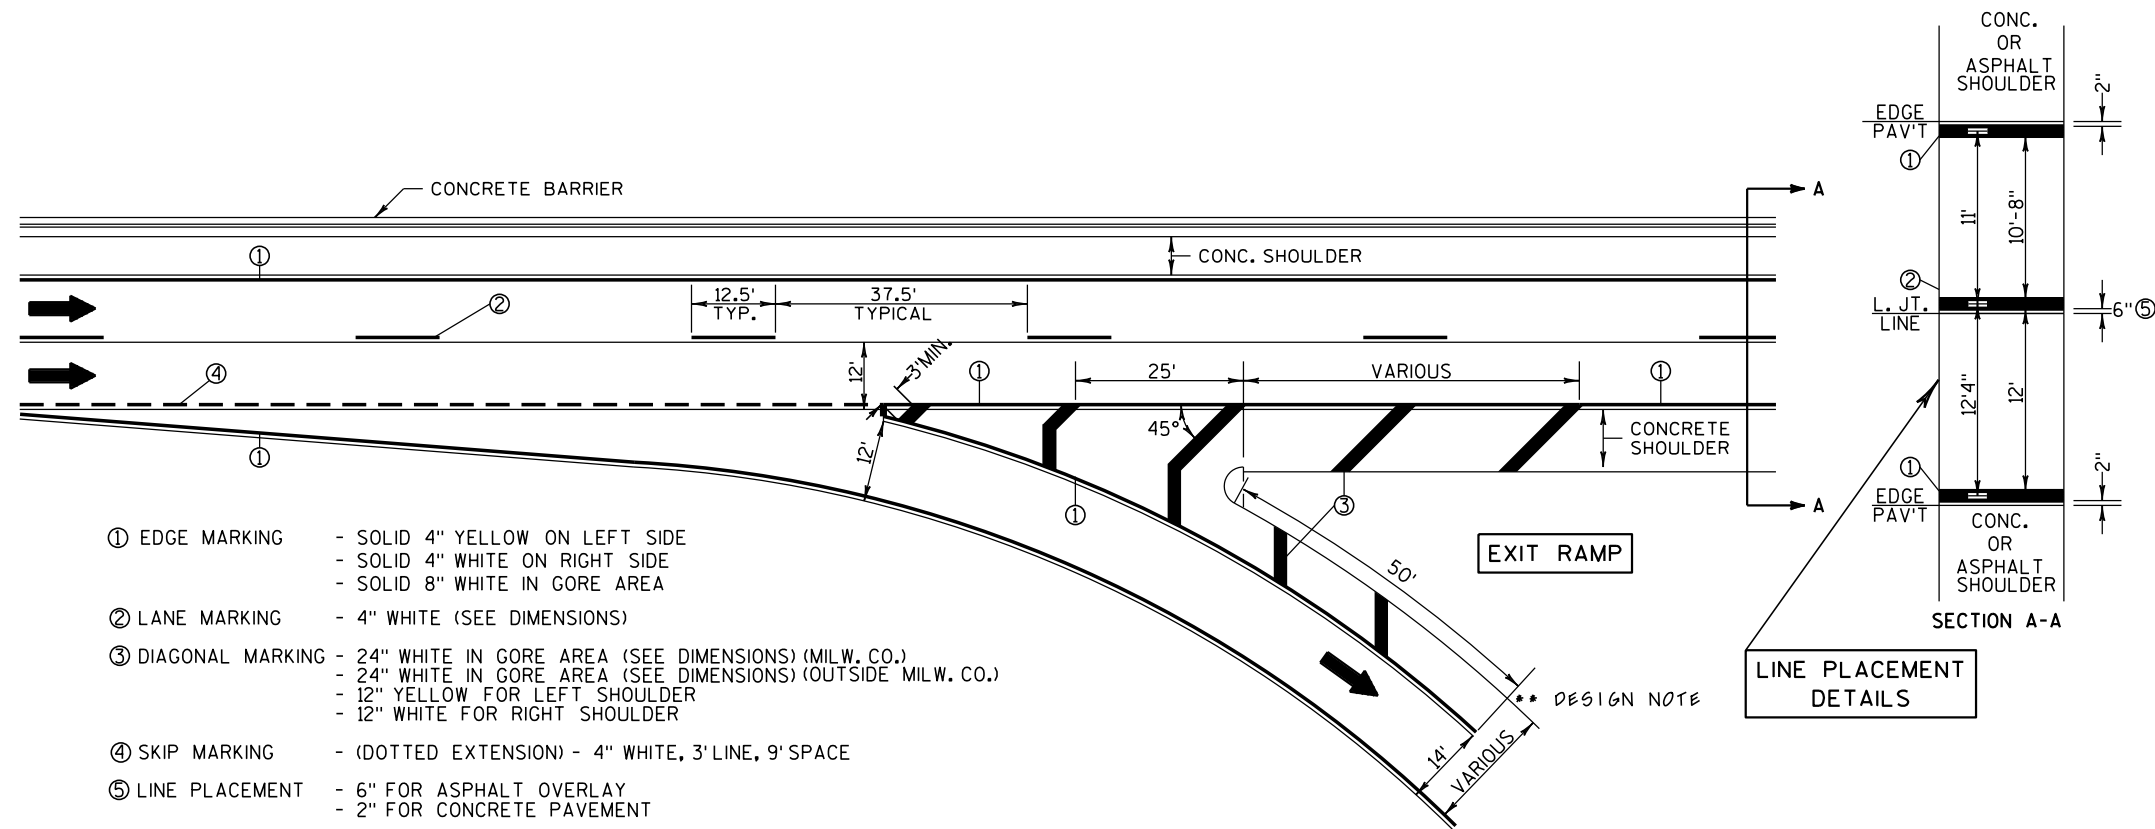 CONCRETE BARRIER
①
CONC. SHOULDER
12.5'
TYP.
37.5'
TYPICAL
②
④
12'
3' MIN.
①
25'
VARIOUS
①
45°
CONCRETE
SHOULDER
12'
①
①
③
50'
EXIT RAMP
** DESIGN NOTE
14'
VARIOUS
A
A
CONC.
OR
ASPHALT
SHOULDER
2"
EDGE
PAV'T
①
11'
10'-8"
②
L. JT.
LINE
6" ⑤
12'4"
12'
①
EDGE
PAV'T
2"
CONC.
OR
ASPHALT
SHOULDER
SECTION A-A
LINE PLACEMENT
DETAILS
① EDGE MARKING - SOLID 4" YELLOW ON LEFT SIDE
- SOLID 4" WHITE ON RIGHT SIDE
- SOLID 8" WHITE IN GORE AREA
② LANE MARKING - 4" WHITE (SEE DIMENSIONS)
③ DIAGONAL MARKING - 24" WHITE IN GORE AREA (SEE DIMENSIONS) (MILW. CO.)
- 24" WHITE IN GORE AREA (SEE DIMENSIONS) (OUTSIDE MILW. CO.)
- 12" YELLOW FOR LEFT SHOULDER
- 12" WHITE FOR RIGHT SHOULDER
④ SKIP MARKING - (DOTTED EXTENSION) - 4" WHITE, 3' LINE, 9' SPACE
⑤ LINE PLACEMENT - 6" FOR ASPHALT OVERLAY
- 2" FOR CONCRETE PAVEMENT